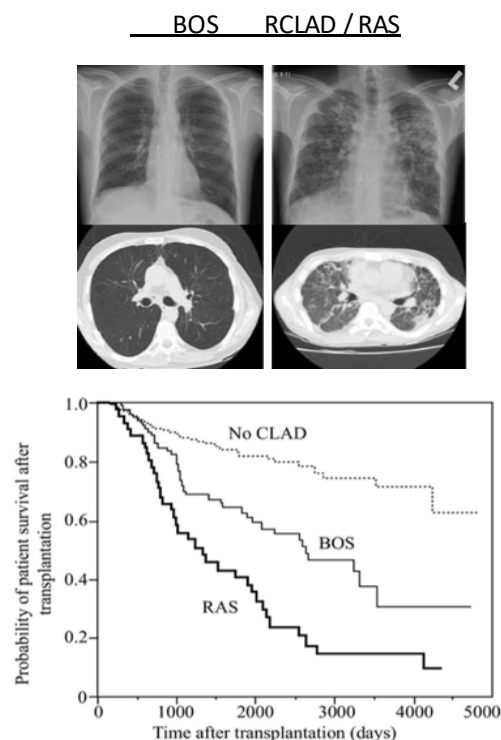 BOS RCLAD / RAS
No CLAD
BOS
RAS
Probability of patient survival after
transplantation
1.0
0.8
0.6
0.4
0.2
0
1000
2000
3000
4000
5000
Time after transplantation (days)